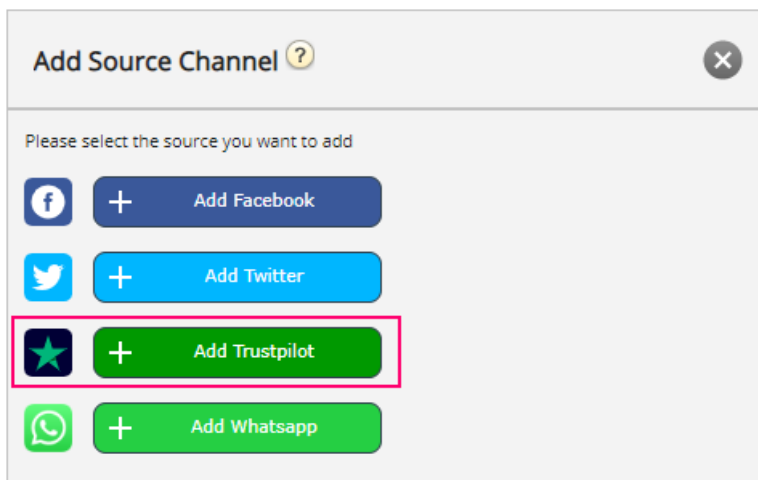 Add Source Channel ?
Please select the source you want to add
f + Add Facebook
+ Add Twitter
+ Add Trustpilot
+ Add Whatsapp